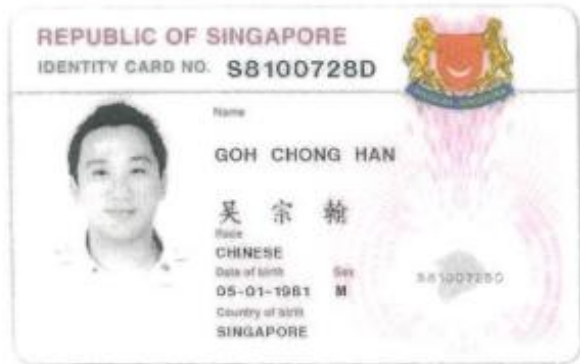 REPUBLIC OF SINGAPORE
IDENTITY CARD NO. S8100728D
Name
GOH CHONG HAN
吴 宗 翰
Race
CHINESE
Date of birth Sex
05-01-1981 M
S8100728D
Country of birth
SINGAPORE